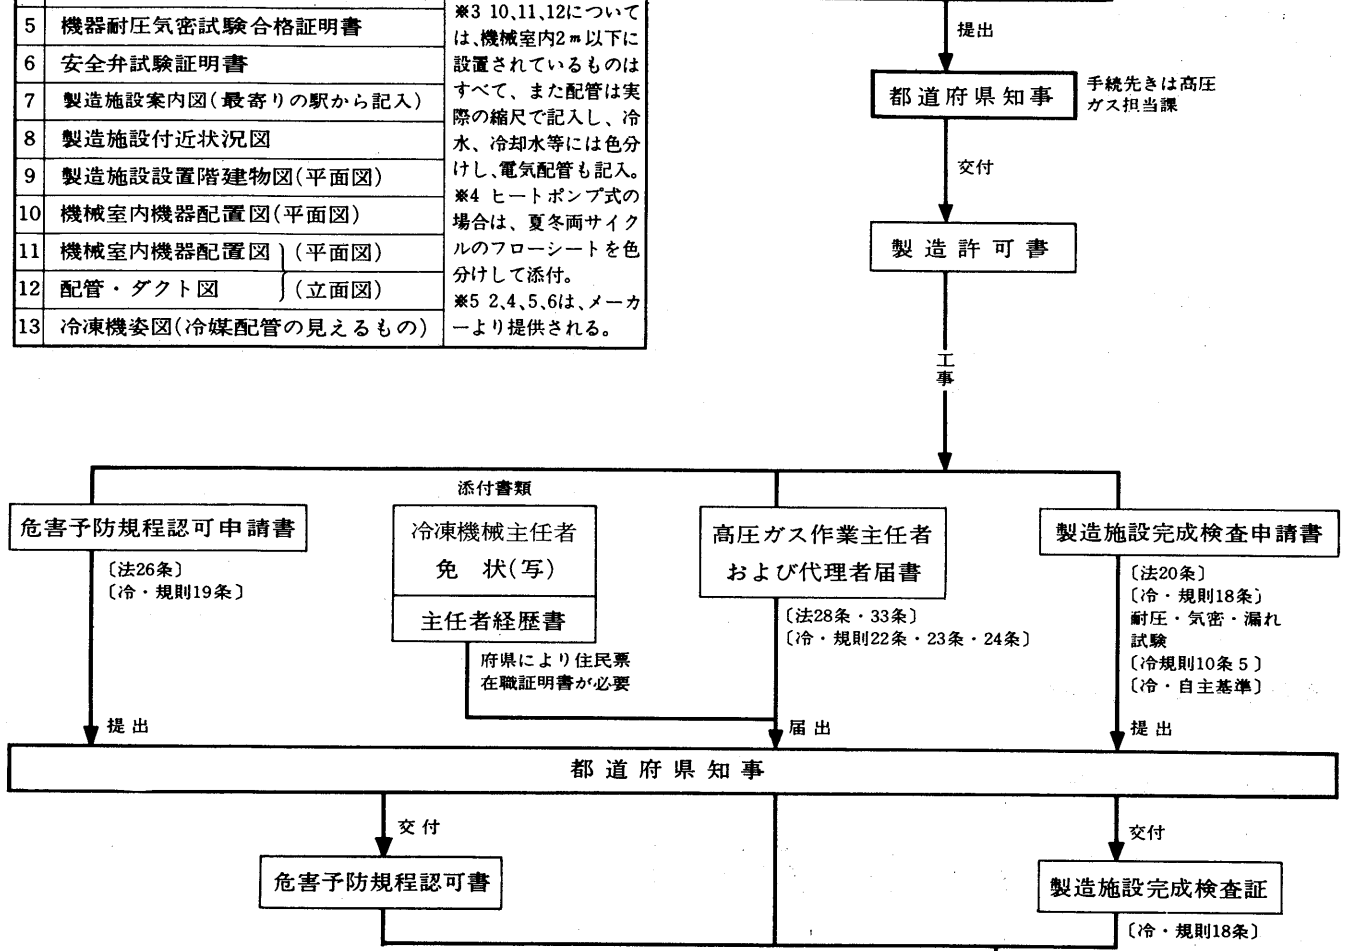 5 機器耐圧気密試験合格証明書
6 安全弁試験証明書
7 製造施設案内図(最寄りの駅から記入)
8 製造施設付近状況図
9 製造施設設置階建物図(平面図)
10 機械室内機器配置図(平面図)
11 機械室内機器配置図 (平面図)
12 配管・ダクト図 (立面図)
13 冷凍機姿図(冷媒配管の見えるもの)
※3 10、11、12について
は、機械室内2m以下に
設置されているものは
すべて、また配管は実
際の縮尺で記入し、冷
水、冷却水等には色分
けし、電気配管も記入。
※4 ヒートポンプ式の
場合は、夏冬両サイク
ルのフローシートを色
分けして添付。
※5 2、4、5、6は、メーカ
ーより提供される。
提出
都道府県知事
手続先きは高圧
ガス担当課
交付
製造許可書
工事
危害予防規程認可申請書
〔法26条〕
〔冷・規則19条〕
添付書類
冷凍機械主任者
免 状(写)
主任者経歴書
府県により住民票
在職証明書が必要
高圧ガス作業主任者
および代理者届書
〔法28条・33条〕
〔冷・規則22条・23条・24条〕
製造施設完成検査申請書
〔法20条〕
〔冷・規則18条〕
耐圧・気密・漏れ
試験
〔冷規則10条5〕
〔冷・自主基準〕
提出
届出
提出
都道府県知事
交付
交付
危害予防規程認可書
製造施設完成検査証
〔冷・規則18条〕